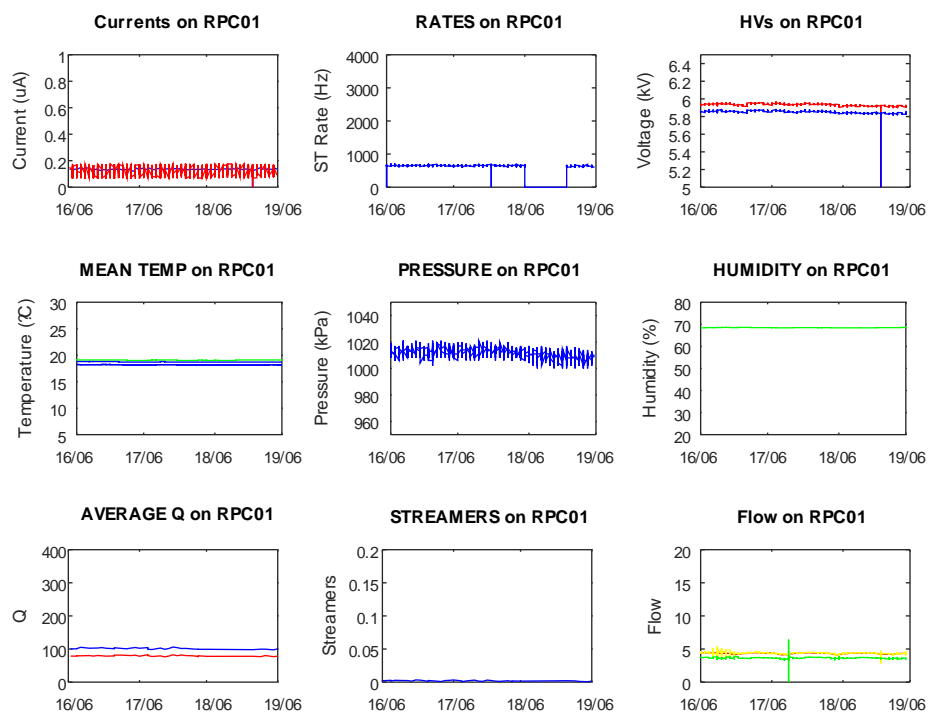 Currents on RPC01
Current (uA)
1
0.8
0.6
0.4
0.2
0
16/06 17/06 18/06 19/06
RATES on RPC01
ST Rate (Hz)
4000
3000
2000
1000
0
16/06 17/06 18/06 19/06
HVs on RPC01
Voltage (kV)
6.4
6.2
6
5.8
5.6
5.4
5.2
5
16/06 17/06 18/06 19/06
MEAN TEMP on RPC01
Temperature (?C)
30
25
20
15
10
5
16/06 17/06 18/06 19/06
PRESSURE on RPC01
Pressure (kPa)
1040
1020
1000
980
960
16/06 17/06 18/06 19/06
HUMIDITY on RPC01
Humidity (%)
80
70
60
50
40
30
20
16/06 17/06 18/06 19/06
AVERAGE Q on RPC01
Q
400
300
200
100
0
16/06 17/06 18/06 19/06
STREAMERS on RPC01
Streamers
0.2
0.15
0.1
0.05
0
16/06 17/06 18/06 19/06
Flow on RPC01
Flow
20
15
10
5
0
16/06 17/06 18/06 19/06